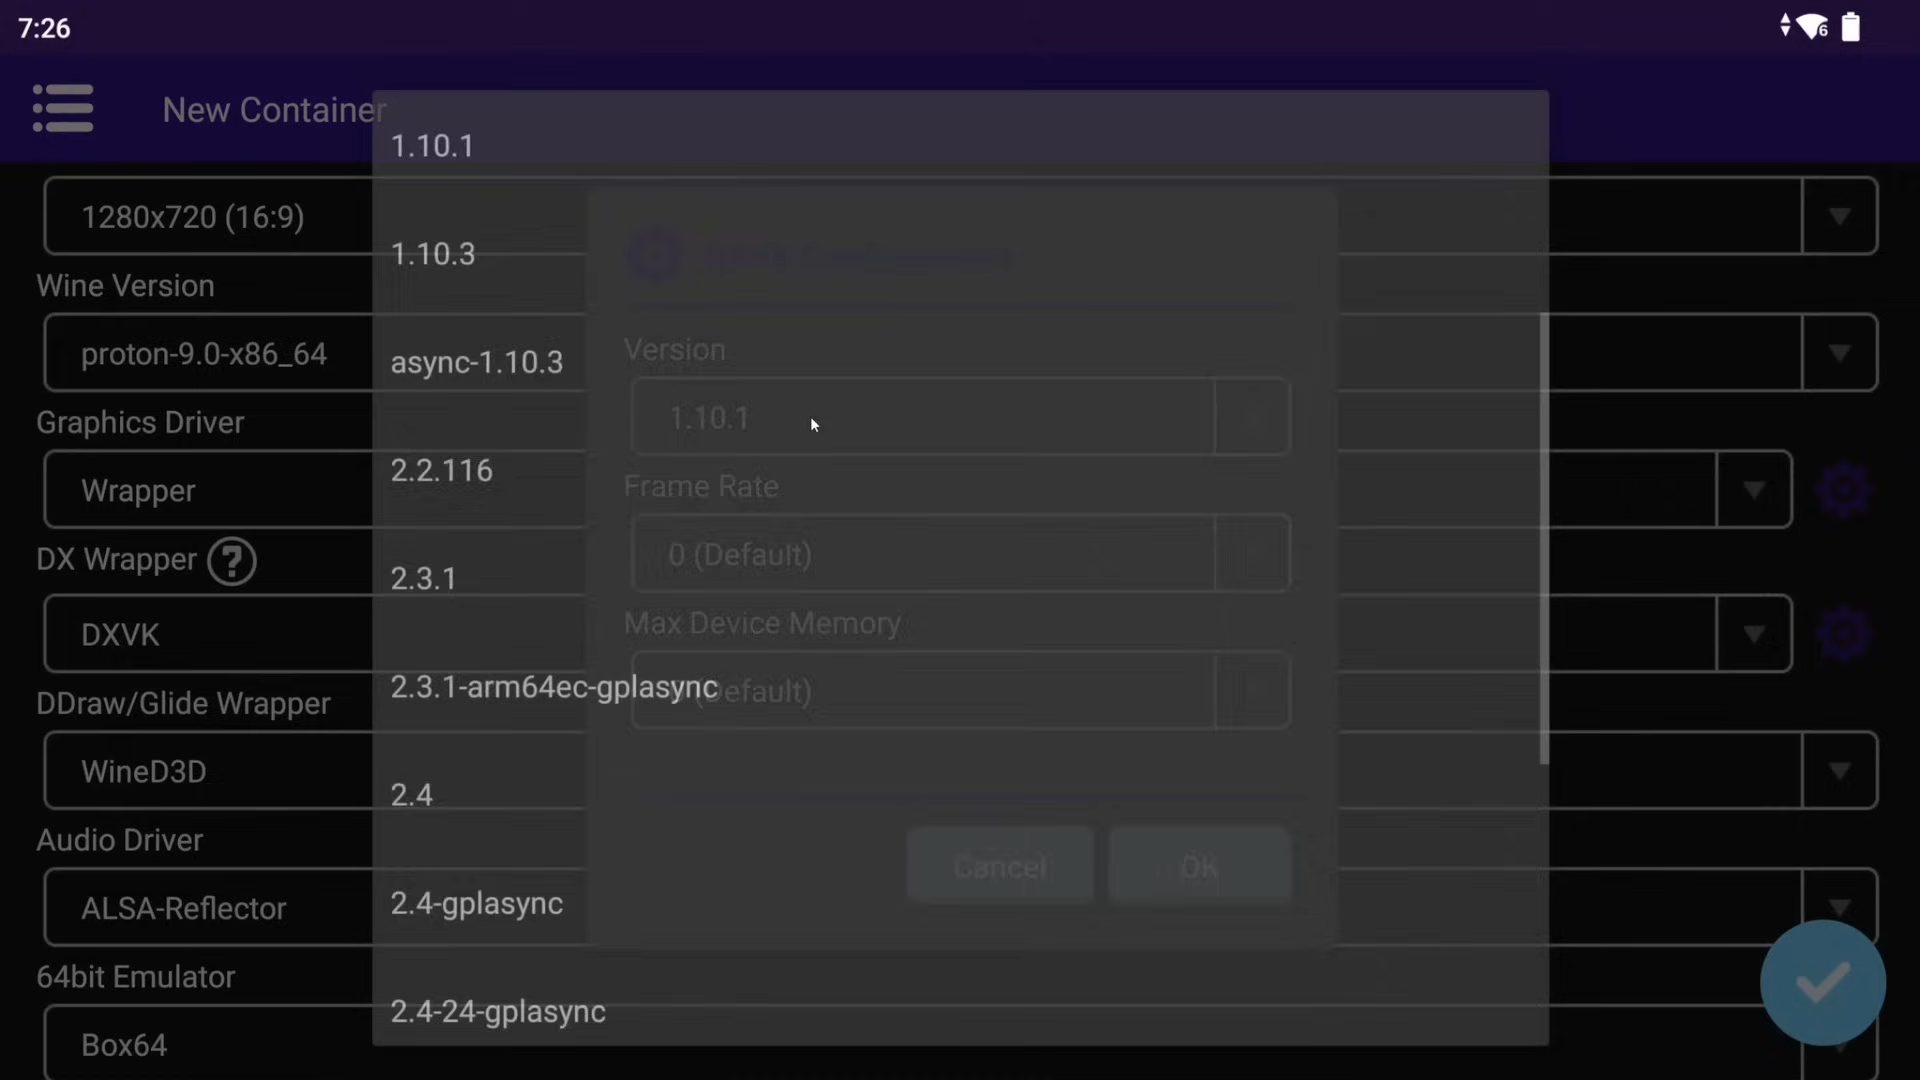 7:26
6
New Container
1280x720 (16:9)
Wine Version
proton-9.0-x86_64
Graphics Driver
Wrapper
DX Wrapper ?
DXVK
DDraw/Glide Wrapper
WineD3D
Audio Driver
ALSA-Reflector
64bit Emulator
Box64
1.10.1
1.10.3
async-1.10.3
2.2.116
2.3.1
2.3.1-arm64ec-gplasync
2.4
2.4-gplasync
2.4-24-gplasync
Version
1.10.1
Frame Rate
0 (Default)
Max Device Memory
(Default)
Cancel
OK